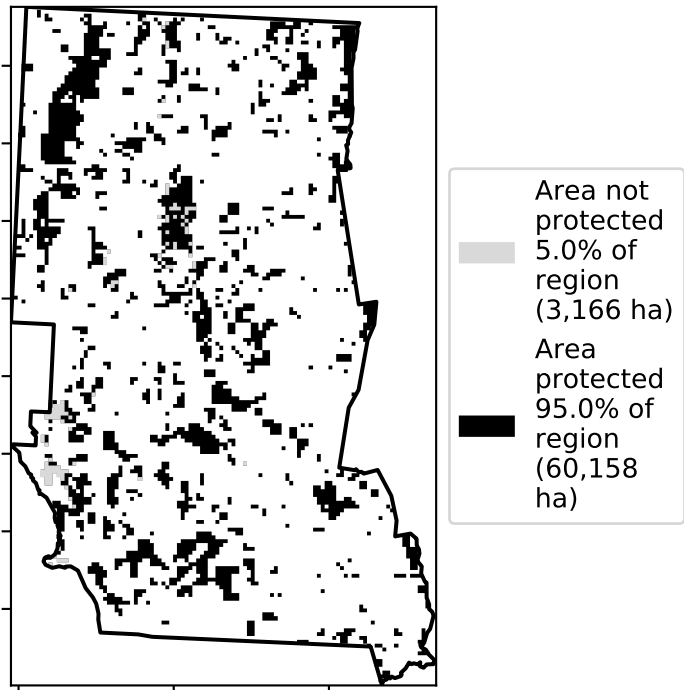 Area not
protected
5.0% of
region
(3,166 ha)
Area
protected
95.0% of
region
(60,158
ha)